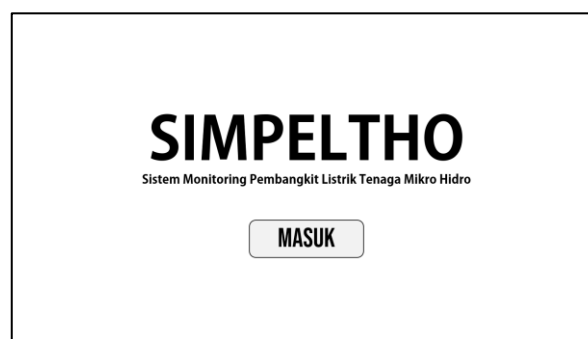 SIMPELTHO
Sistem Monitoring Pembangkit Listrik Tenaga Mikro Hidro
MASUK